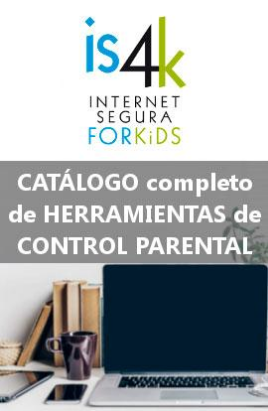 is4k
INTERNET
SEGURA
FORKiDS
CATÁLOGO completo
de HERRAMIENTAS de
CONTROL PARENTAL